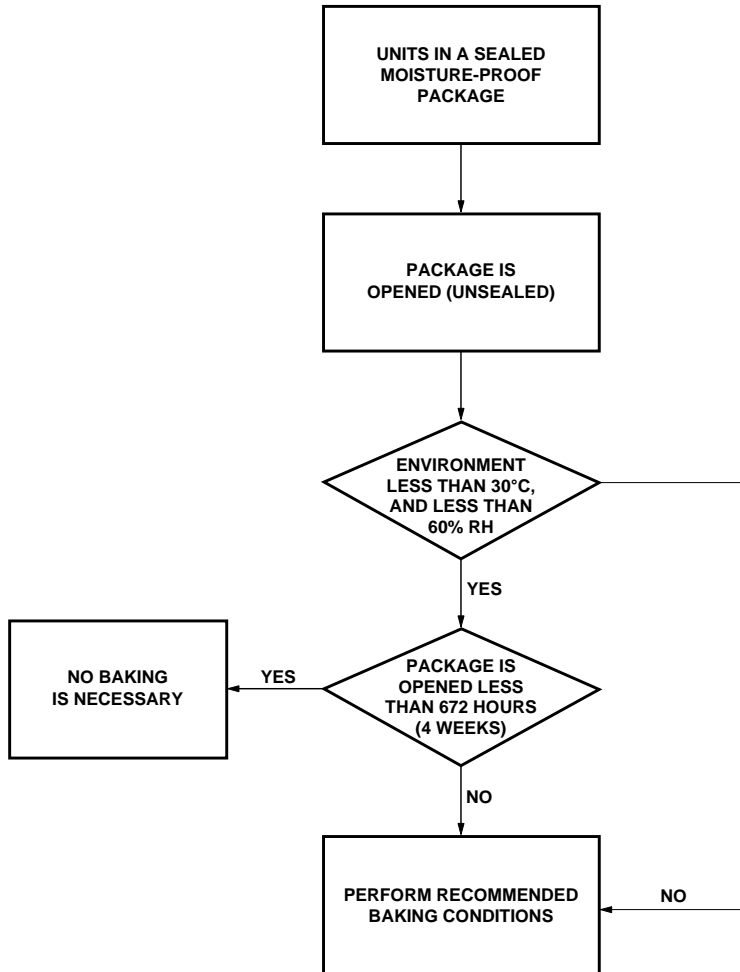 UNITS IN A SEALED
MOISTURE-PROOF
PACKAGE
PACKAGE IS
OPENED (UNSEALED)
ENVIRONMENT
LESS THAN 30°C,
AND LESS THAN
60% RH
YES
NO BAKING
IS NECESSARY
YES
PACKAGE IS
OPENED LESS
THAN 672 HOURS
(4 WEEKS)
NO
PERFORM RECOMMENDED
BAKING CONDITIONS
NO